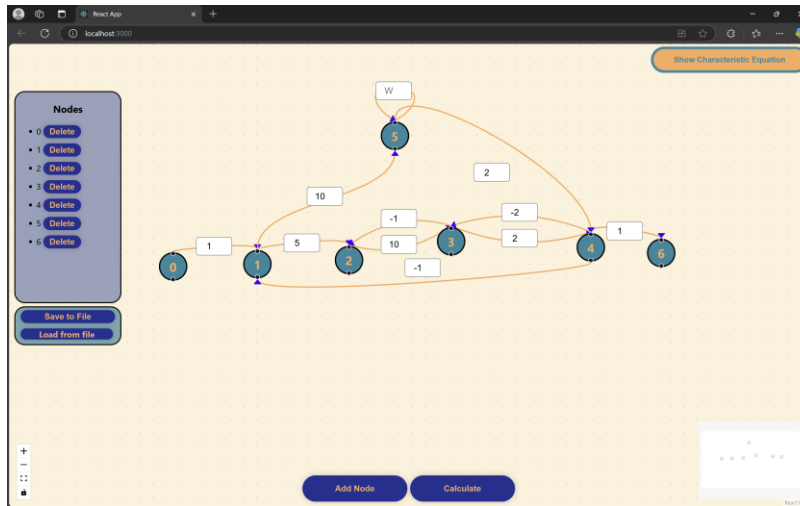 React App
localhost:3000
Show Characteristic Equation
Nodes
0 Delete
1 Delete
2 Delete
3 Delete
4 Delete
5 Delete
6 Delete
Save to File
Load from file
W
5
2
10
-1
-2
1
5
10
3
2
1
0
1
2
-1
4
6
Add Node
Calculate